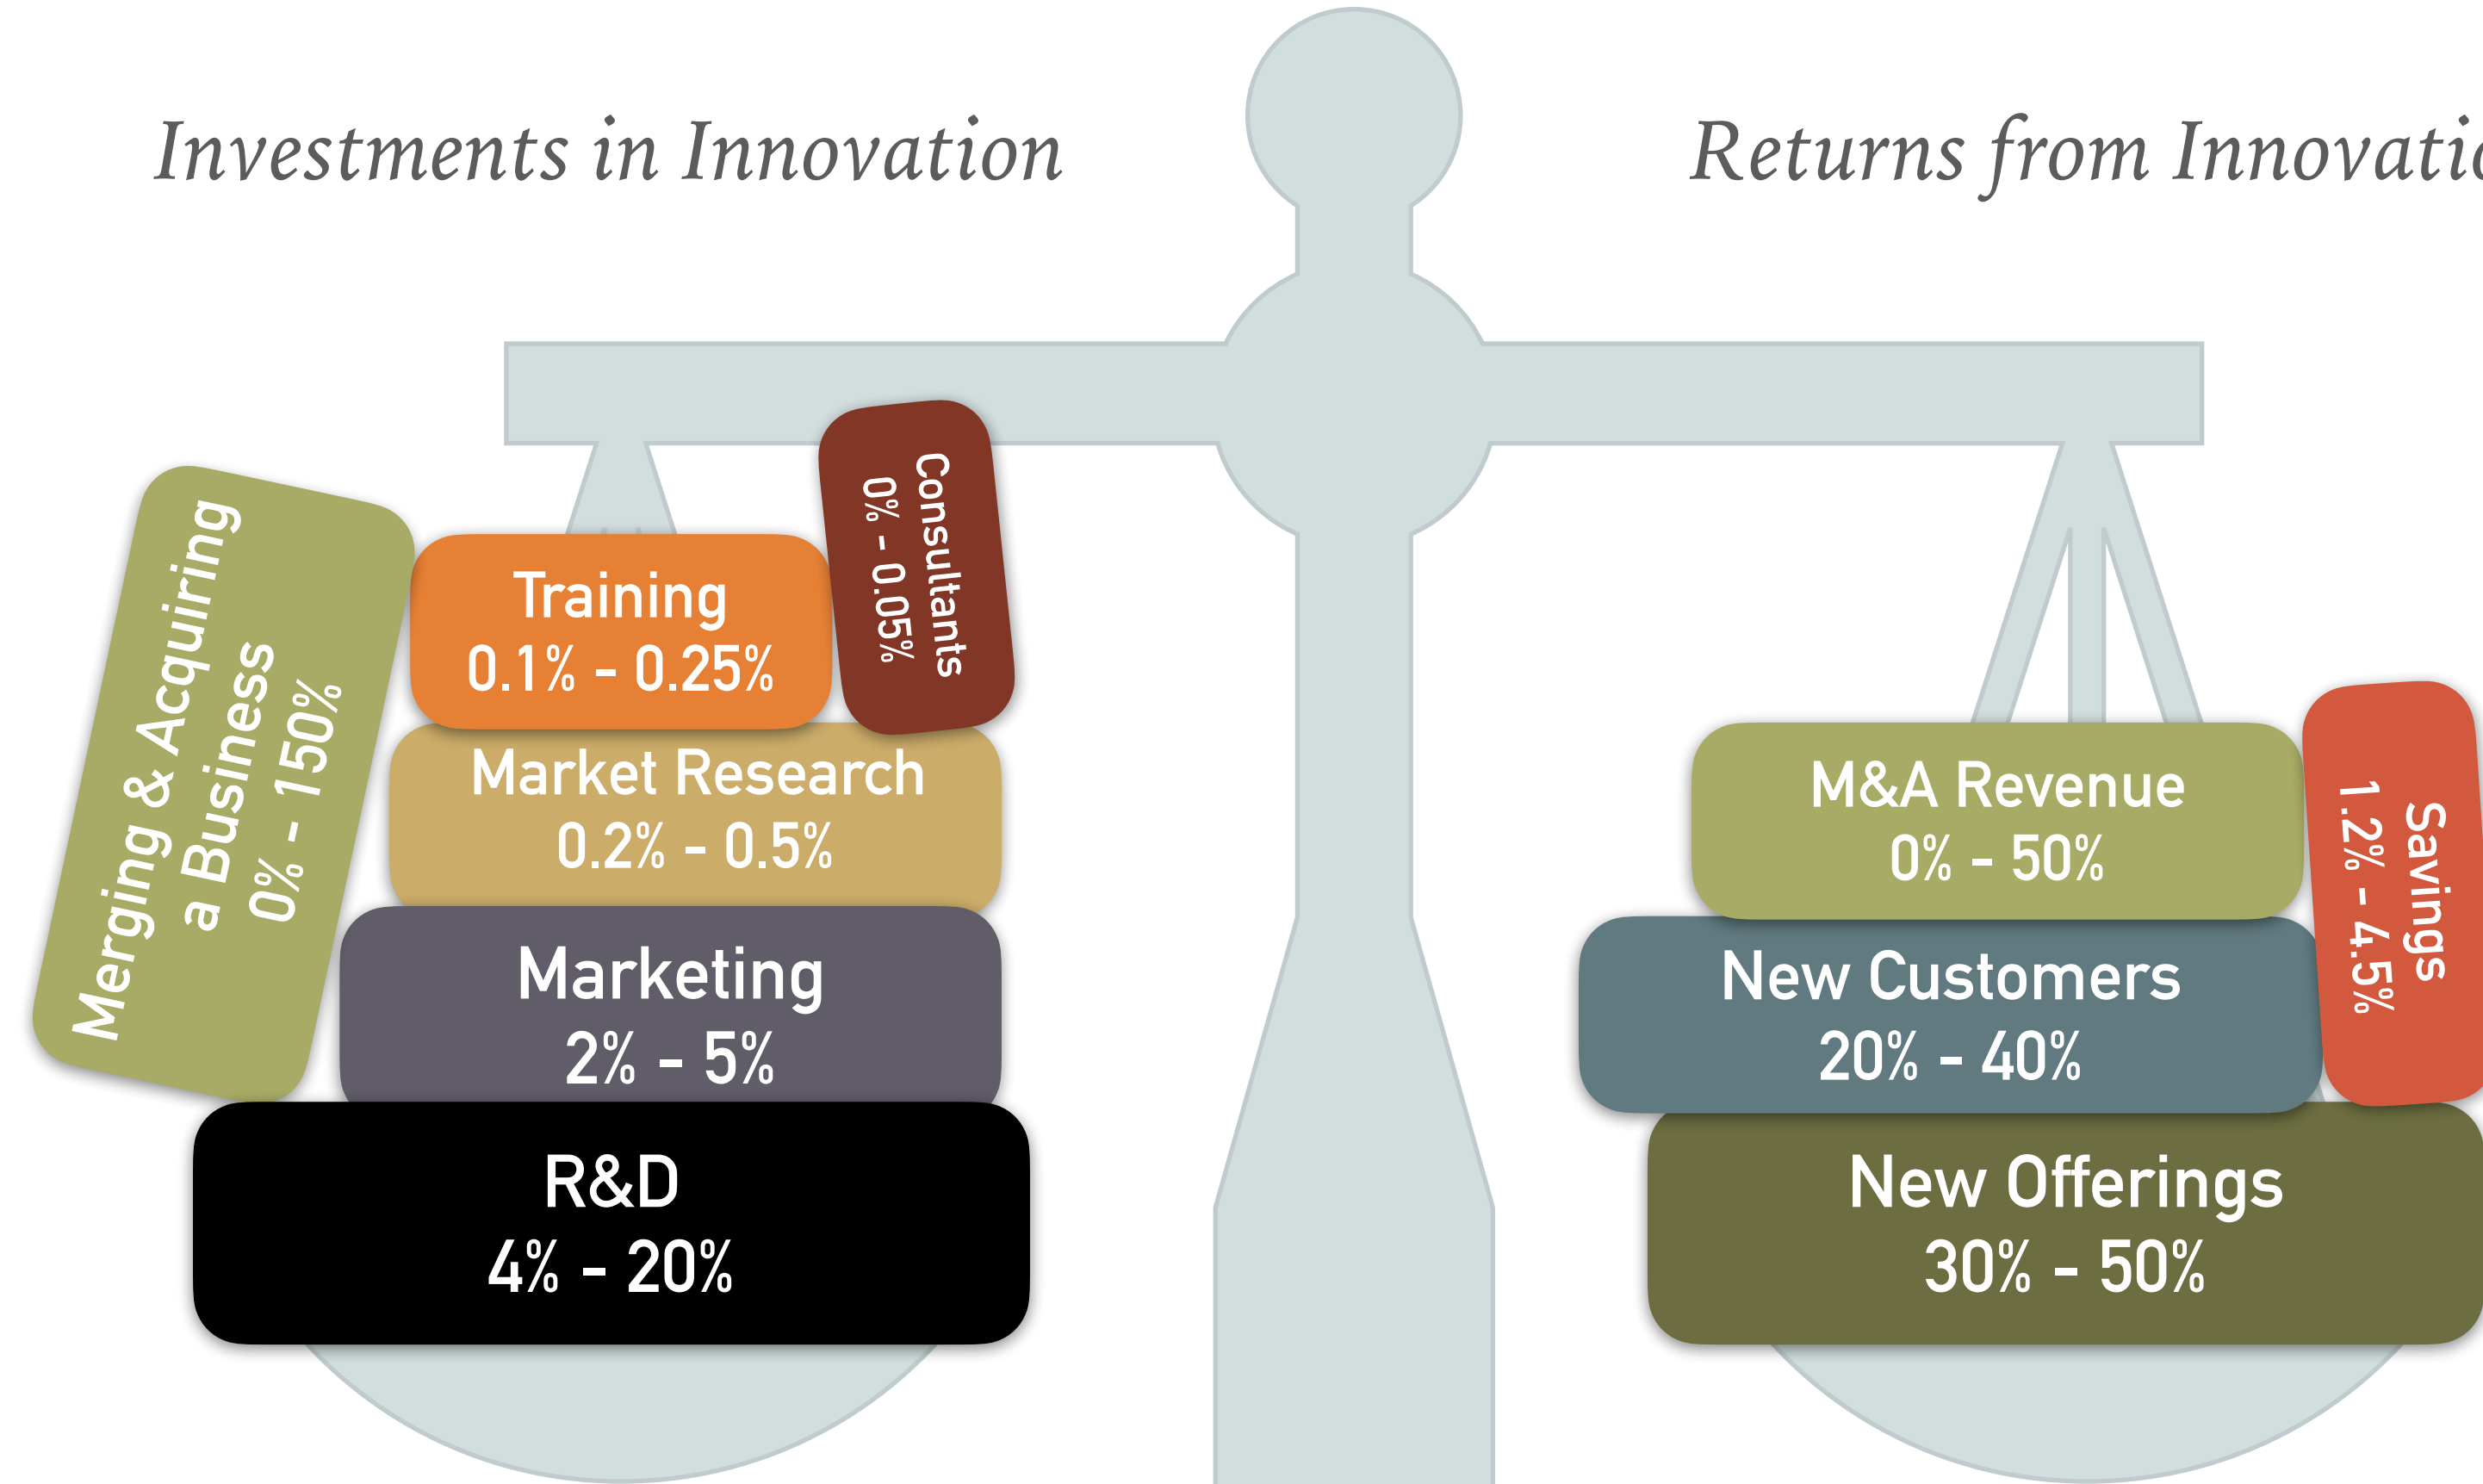 Investments in Innovation
Returns from Innovatio
Merging & Acquiring
a Business
0% - 150%
Training
0.1% - 0.25%
Consultants
0% - 0.05%
Market Research
0.2% - 0.5%
Marketing
2% - 5%
R&D
4% - 20%
M&A Revenue
0% - 50%
Savings
1.2% - 4.5%
New Customers
20% - 40%
New Offerings
30% - 50%